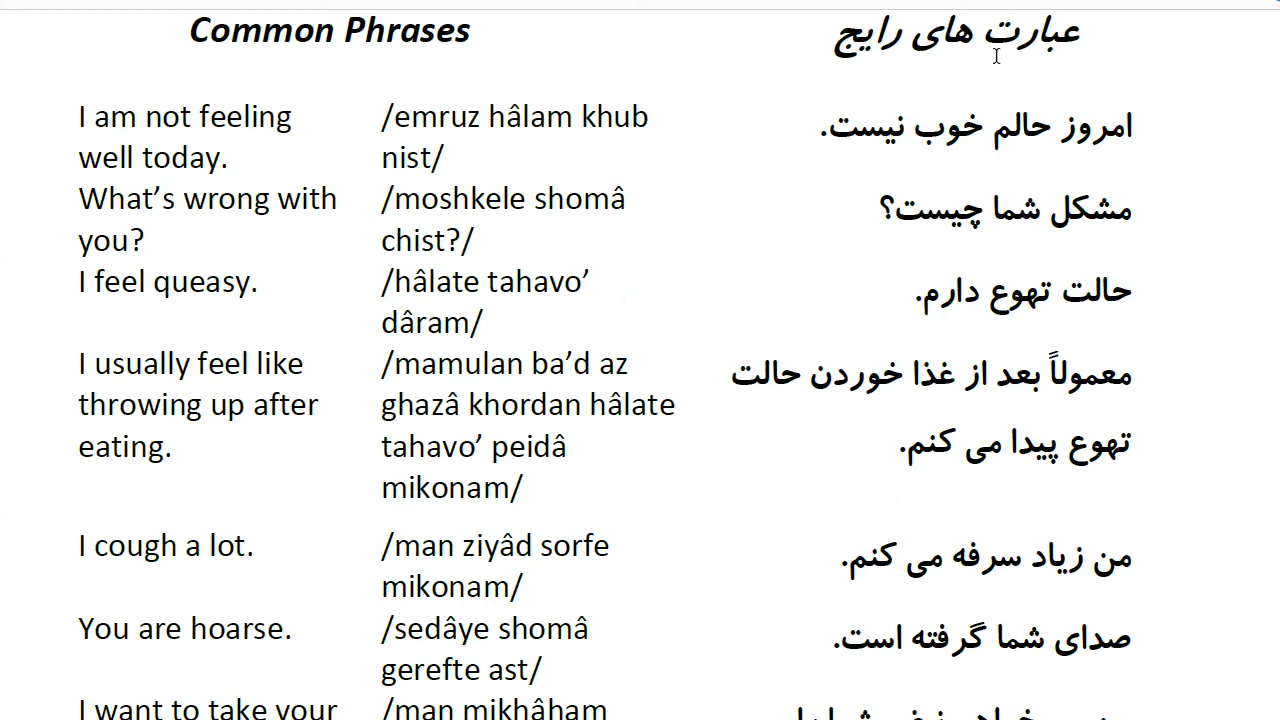 Common Phrases
عبارت های رایج
I am not feeling
well today.
/emruz hâlam khub
nist/
امروز حالم خوب نیست.
What’s wrong with
you?
/moshkele shomâ
chist?/
مشکل شما چیست؟
I feel queasy.
/hâlate tahavo’
dâram/
حالت تهوع دارم.
I usually feel like
throwing up after
eating.
/mamulan ba’d az
ghazâ khordan hâlate
tahavo’ peidâ
mikonam/
معمولاً بعد از غذا خوردن حالت
تهوع پیدا می کنم.
I cough a lot.
/man ziyâd sorfe
mikonam/
من زیاد سرفه می کنم.
You are hoarse.
/sedâye shomâ
gerefte ast/
صدای شما گرفته است.
I want to take your
/man mikhâham